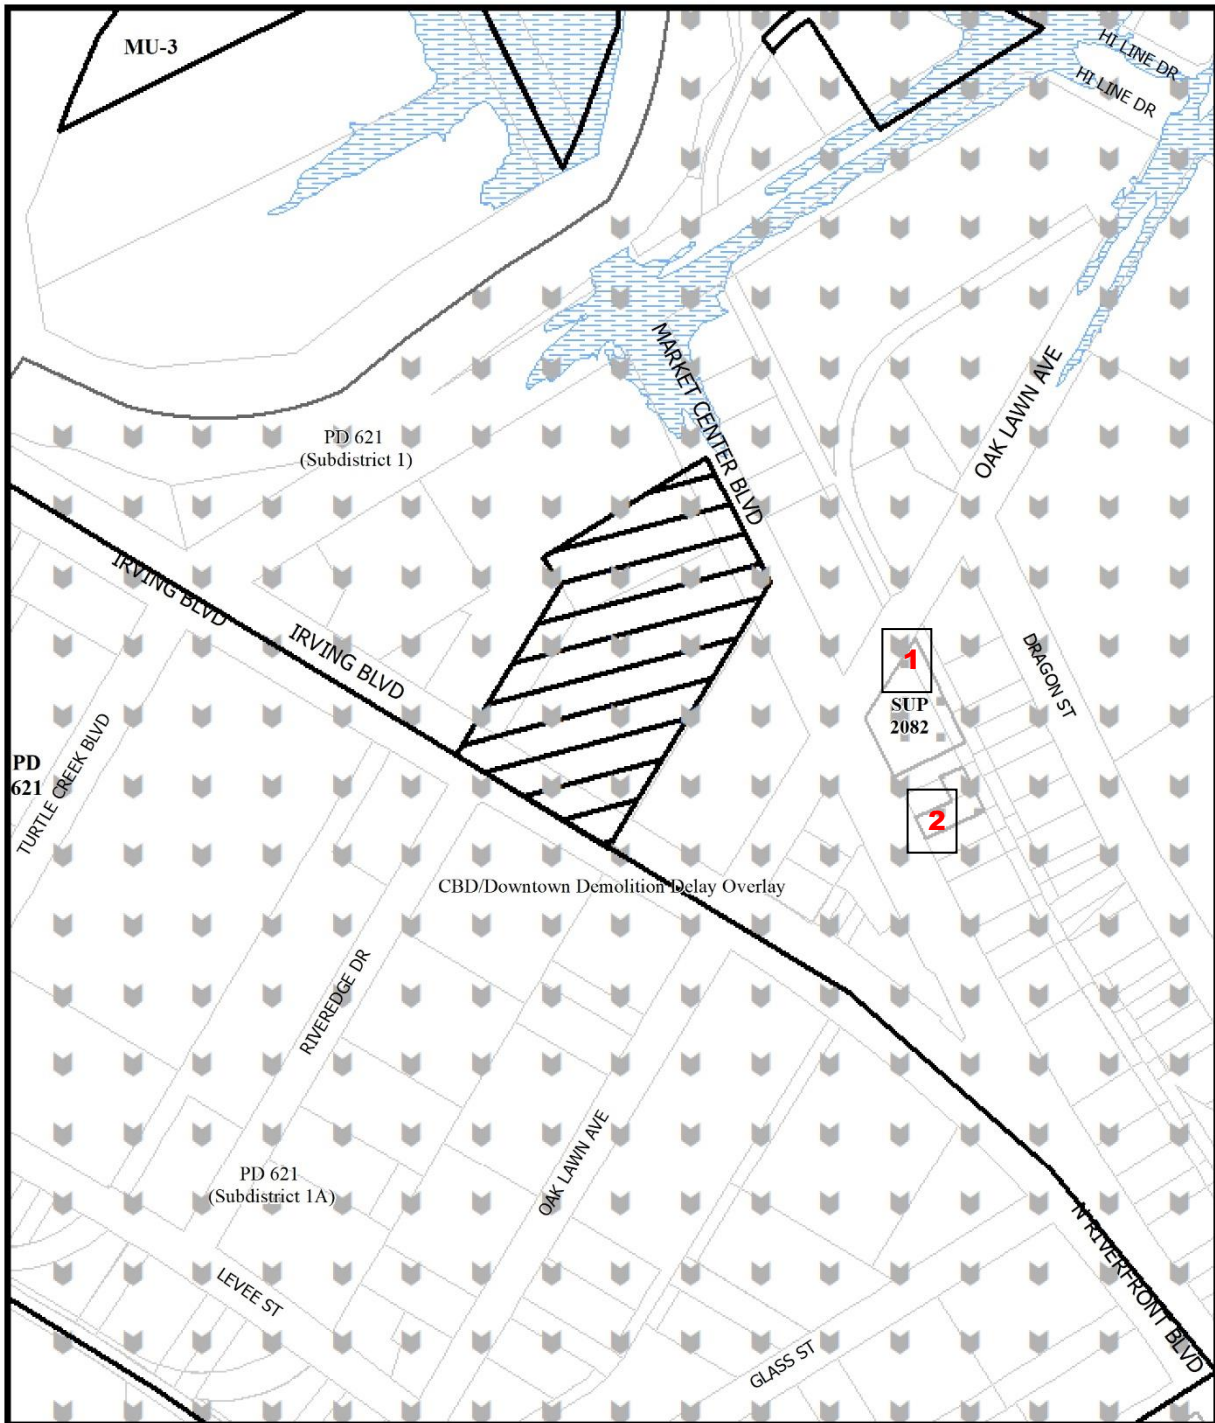 MU-3
HI LINE DR
HI LINE DR
MARKET CENTER BLVD
OAK LAWN AVE
PD 621
(Subdistrict 1)
IRVING BLVD
IRVING BLVD
DRAGON ST
1
SUP
2082
PD
621
TURTLE CREEK BLVD
2
CBD/Downtown Demolition Delay Overlay
RIVEREDGE DR
OAK LAWN AVE
PD 621
(Subdistrict 1A)
N RIVERFRONT BLVD
LEVEE ST
GLASS ST